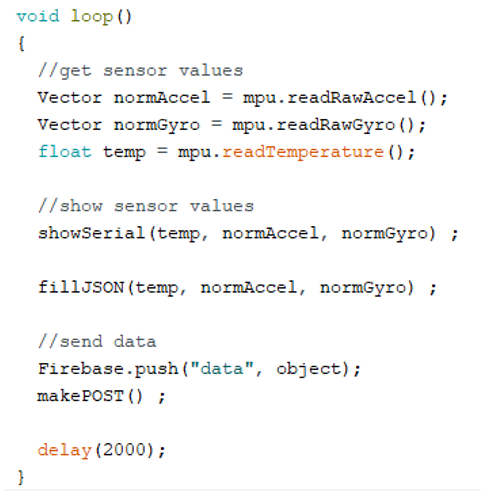 void loop()
{
  //get sensor values
  Vector normAccel = mpu.readRawAccel();
  Vector normGyro = mpu.readRawGyro();
  float temp = mpu.readTemperature();

  //show sensor values
  showSerial(temp, normAccel, normGyro) ;

  fillJSON(temp, normAccel, normGyro) ;

  //send data
  Firebase.push("data", object);
  makePOST() ;

  delay(2000);
}